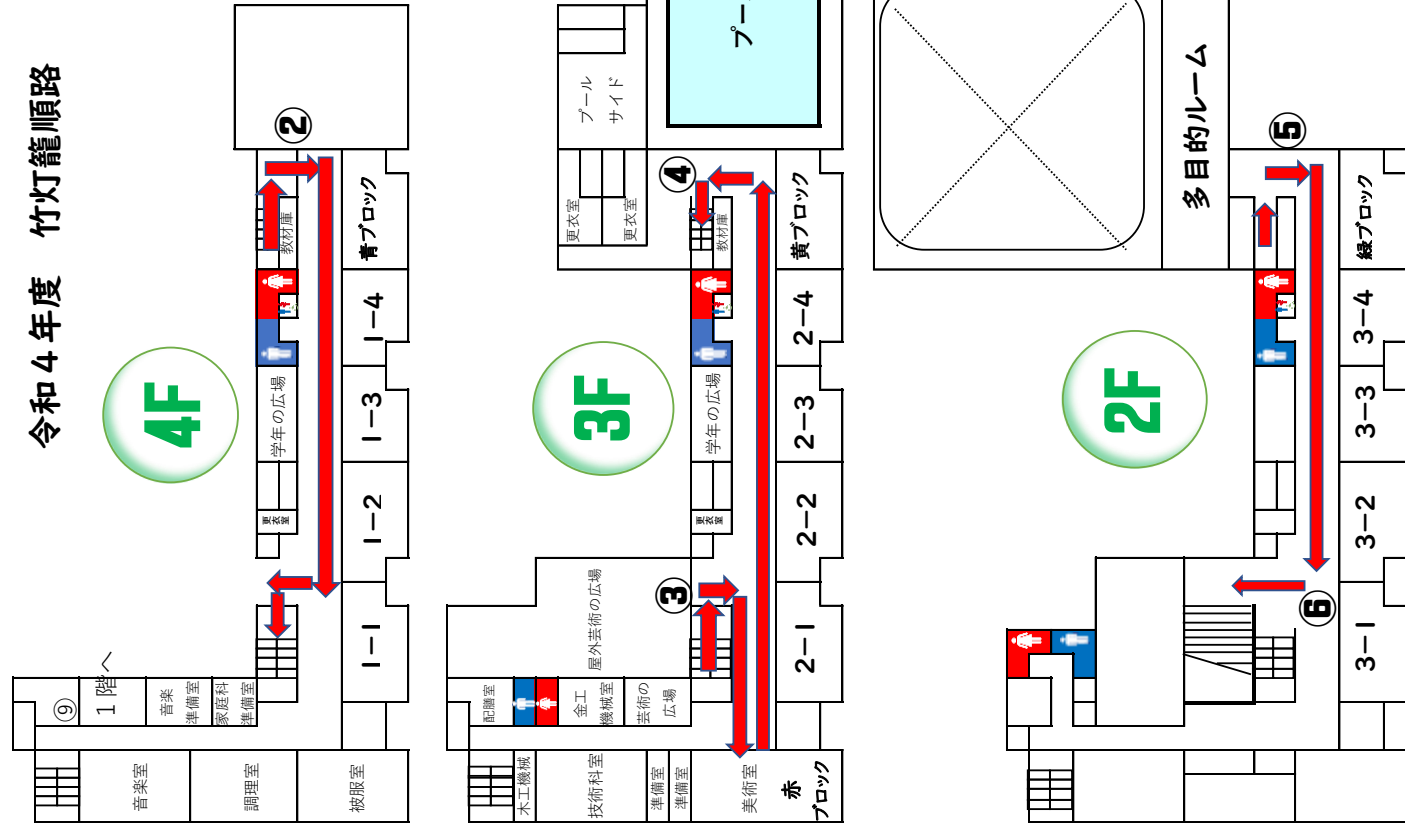 令和４年度　竹灯籠順路
4F
②
⑨
１階へ
音楽
準備室
家庭科
準備室
音楽室
調理室
被服室
更衣室
学年の広場
教材庫
1－1
1－2
1－3
1－4
青ブロック
3F
③
④
配膳室
金工
機械室
芸術の
広場
屋外芸術の広場
木工機械
技術科室
準備室
準備室
美術室
赤
ブロック
更衣室
学年の広場
教材庫
更衣室
更衣室
プール
サイド
プー
2－1
2－2
2－3
2－4
黄ブロック
2F
⑤
⑥
多目的ルーム
3－1
3－2
3－3
3－4
緑ブロック